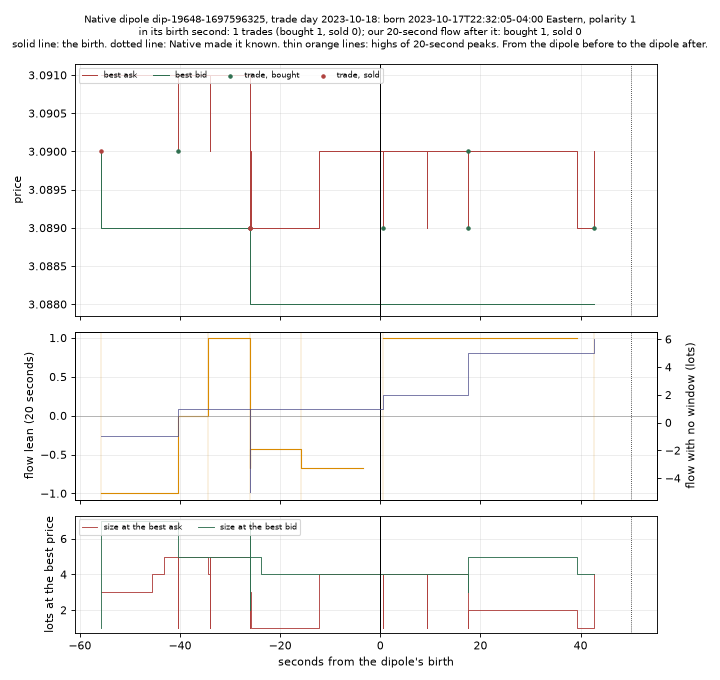 Native dipole dip-19648-1697596325, trade day 2023-10-18: born 2023-10-17T22:32:05-04:00 Eastern, polarity 1
in its birth second: 1 trades (bought 1, sold 0); our 20-second flow after it: bought 1, sold 0
solid line: the birth. dotted line: Native made it known. thin orange lines: highs of 20-second peaks. From the dipole before to the dipole after.
best ask best bid trade, bought trade, sold
3.0910
3.0905
3.0900
3.0895
3.0890
3.0885
3.0880
price
1.0
0.5
0.0
−0.5
−1.0
flow lean (20 seconds)
6
4
2
0
−2
−4
flow with no window (lots)
size at the best ask size at the best bid
6
4
2
lots at the best price
−60 −40 −20 0 20 40
seconds from the dipole's birth